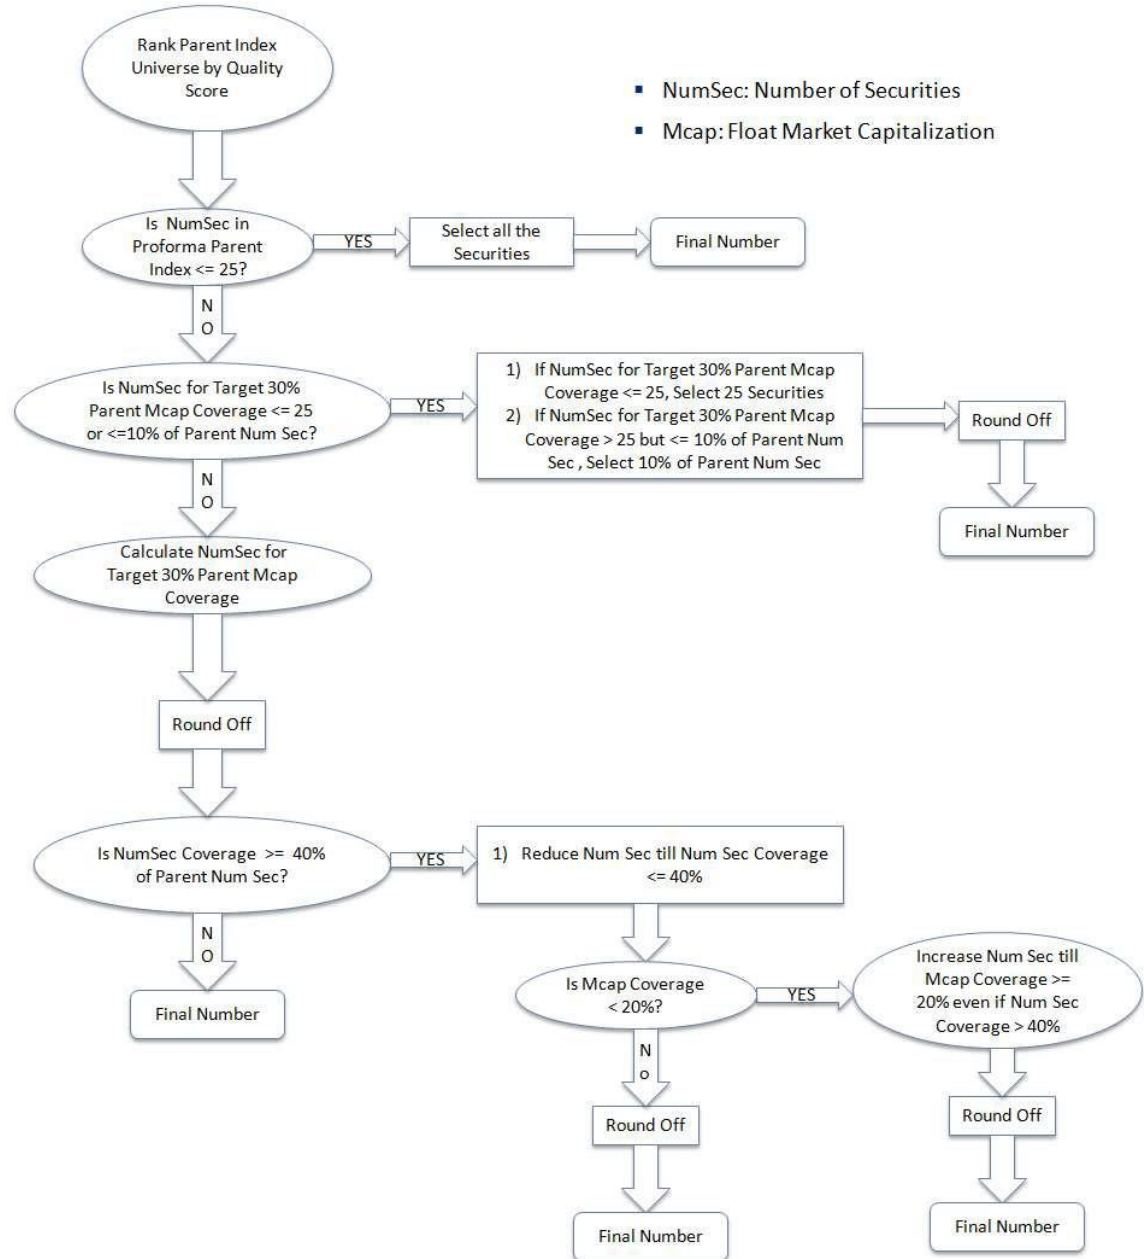 Rank Parent Index
Universe by Quality
Score
▪ NumSec: Number of Securities
▪ Mcap: Float Market Capitalization
Is NumSec in
Proforma Parent
Index <= 25?
YES
Select all the
Securities
Final Number
N
O
Is NumSec for Target 30%
Parent Mcap Coverage <= 25
or <=10% of Parent Num Sec?
YES
1) If NumSec for Target 30% Parent Mcap
Coverage <= 25, Select 25 Securities
2) If NumSec for Target 30% Parent Mcap
Coverage > 25 but <= 10% of Parent Num
Sec , Select 10% of Parent Num Sec
Round Off
Final Number
N
O
Calculate NumSec for
Target 30% Parent Mcap
Coverage
Round Off
Is NumSec Coverage >= 40%
of Parent Num Sec?
YES
1) Reduce Num Sec till Num Sec Coverage
<= 40%
N
O
Final Number
Is Mcap Coverage
< 20%?
YES
Increase Num Sec till
Mcap Coverage >=
20% even if Num Sec
Coverage > 40%
N
o
Round Off
Final Number
Round Off
Final Number